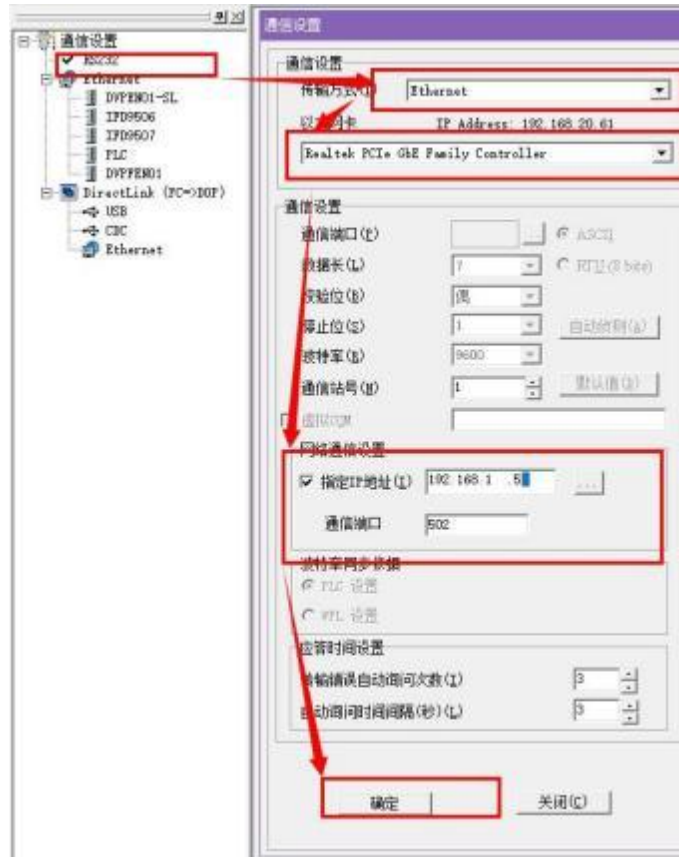 通信设置
RS232
Ethernet
DVPEN01-SL
IFD9506
IFD9507
PLC
DVPFEN01
DirectLink (PC=>DOP)
USB
CDC
Ethernet
通信设置
通信设置
传输方式(T)
Ethernet
IP Address: 192.168.20.61
Realtek PCIe GbE Family Controller
通信设置
通信端口(P)
ASCII
数据长(L)
7
RTU(8 bits)
校验位(B)
偶
停止位(S)
1
自动侦测(A)
波特率(R)
9600
通信站号(N)
1
默认值(D)
虚拟COM
网络通信设置
指定IP地址(I)
192.168.1 .5
...
通信端口
502
波特率同步依据
PLC 设置
WPL 设置
应答时间设置
传输错误自动询问次数(I)
3
自动询问时间间隔(秒)(L)
3
确定
关闭(C)